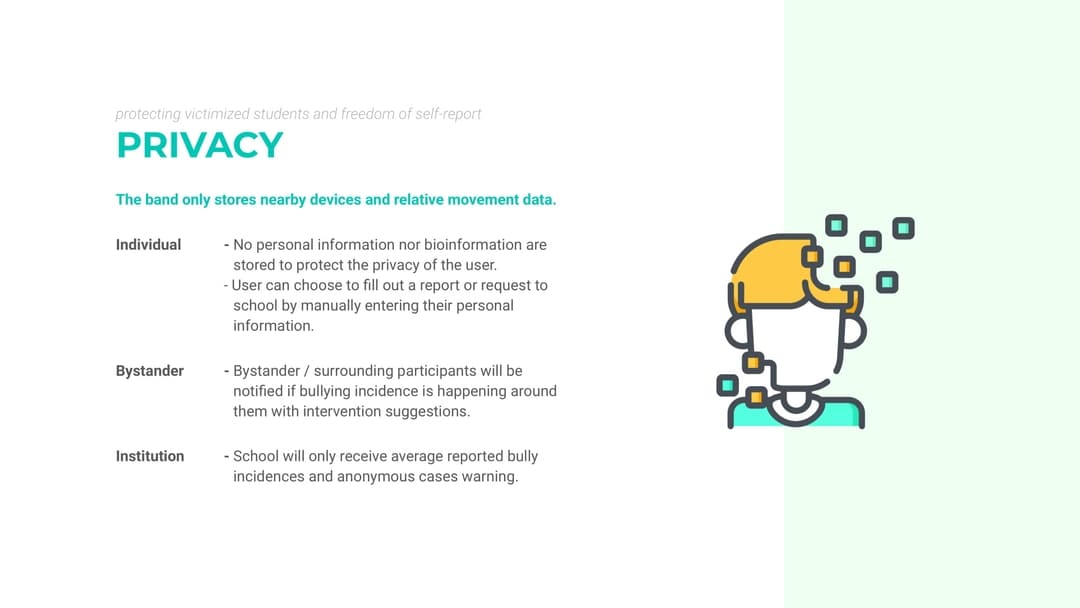 protecting victimized students and freedom of self-report
PRIVACY
The band only stores nearby devices and relative movement data.
Individual
- No personal information nor bioinformation are
stored to protect the privacy of the user.
- User can choose to fill out a report or request to
school by manually entering their personal
information.
Bystander
- Bystander / surrounding participants will be
notified if bullying incidence is happening around
them with intervention suggestions.
Institution
- School will only receive average reported bully
incidences and anonymous cases warning.